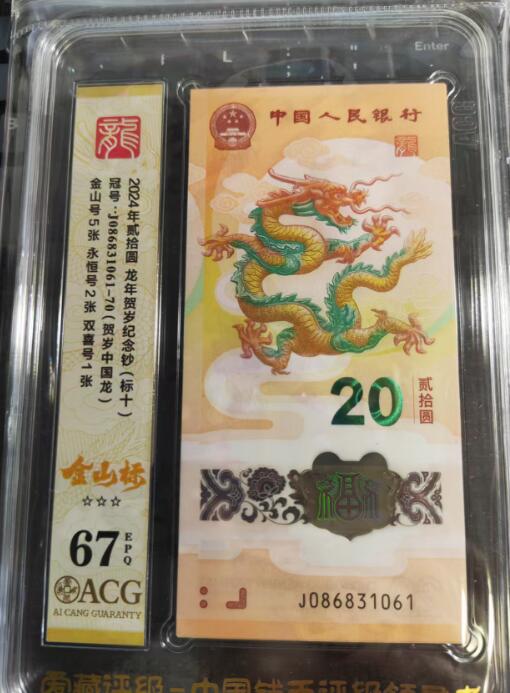 Enter
龍
2024年贰拾圆 龙年贺岁纪念钞(标十)
冠号:J086831061-70(贺岁中国龙)
金山号5张 永恒号2张 双喜号1张
金山标
☆☆☆
67 EPQ
ACG
AI CANG GUARANTY
中国人民银行
龍
20 贰拾圆
福
J086831061